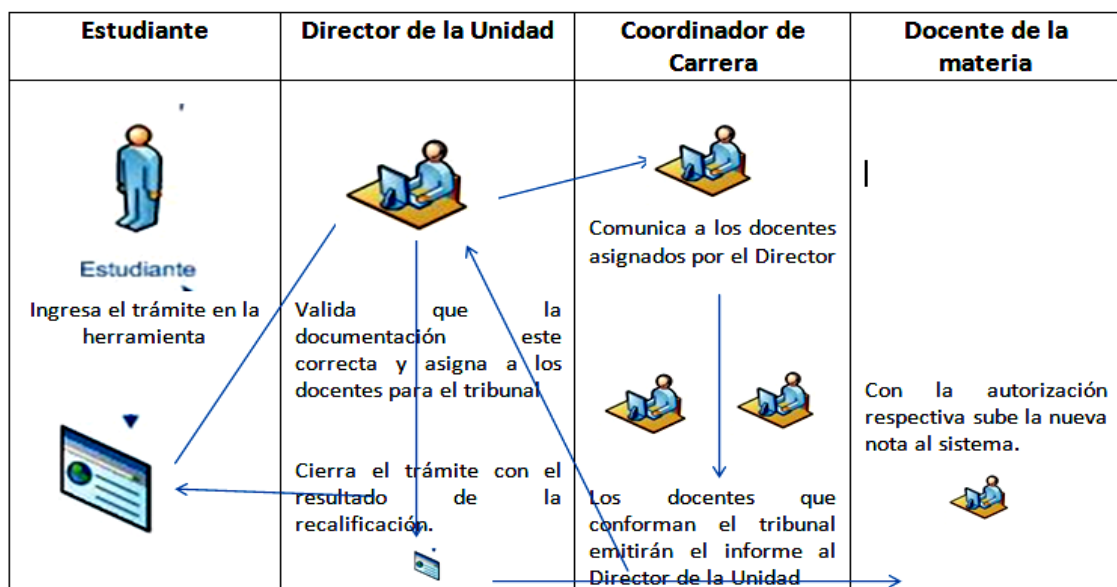 Estudiante
Director de la Unidad
Coordinador de
Carrera
Docente de la
materia
Estudiante
Ingresa el trámite en la
herramienta
Valida que la
documentación este
correcta y asigna a los
docentes para el tribunal
Cierra el trámite con el
resultado de la
recalificación.
Comunica a los docentes
asignados por el Director
Los docentes que
conforman el tribunal
emitirán el informe al
Director de la Unidad
Con la autorización
respectiva sube la nueva
nota al sistema.